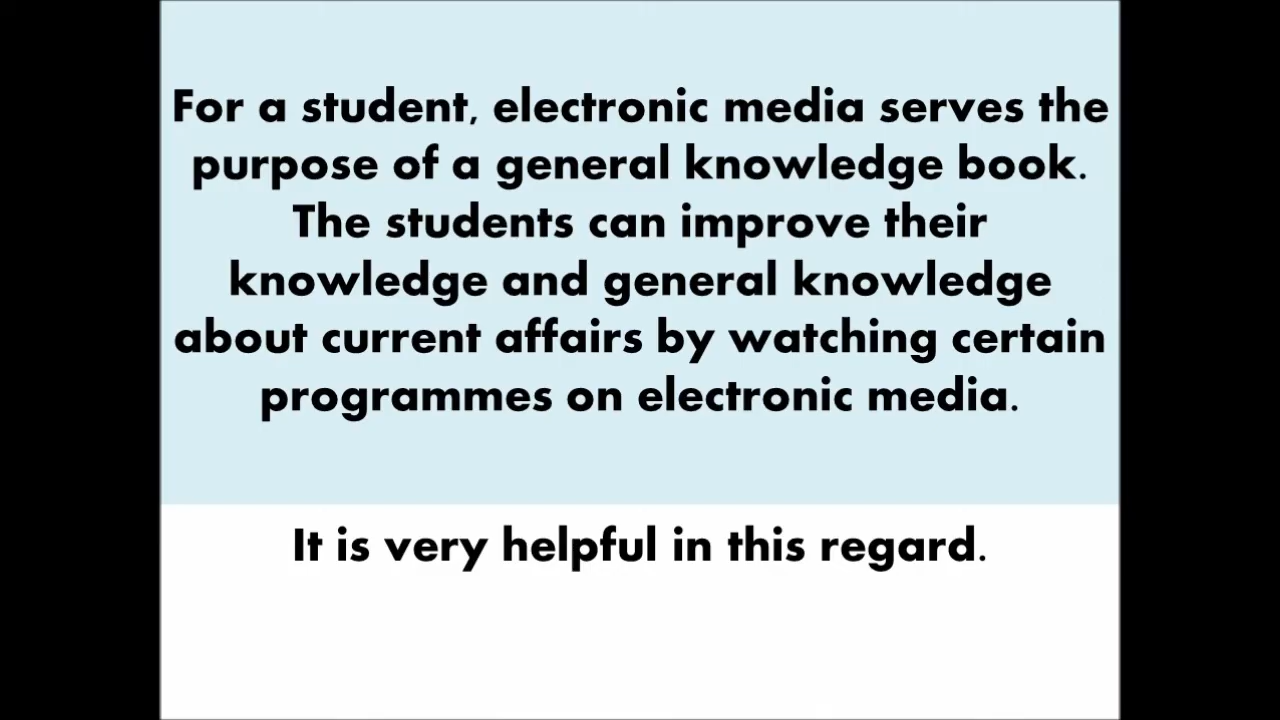 For a student, electronic media serves the
purpose of a general knowledge book.
The students can improve their
knowledge and general knowledge
about current affairs by watching certain
programmes on electronic media.
It is very helpful in this regard.